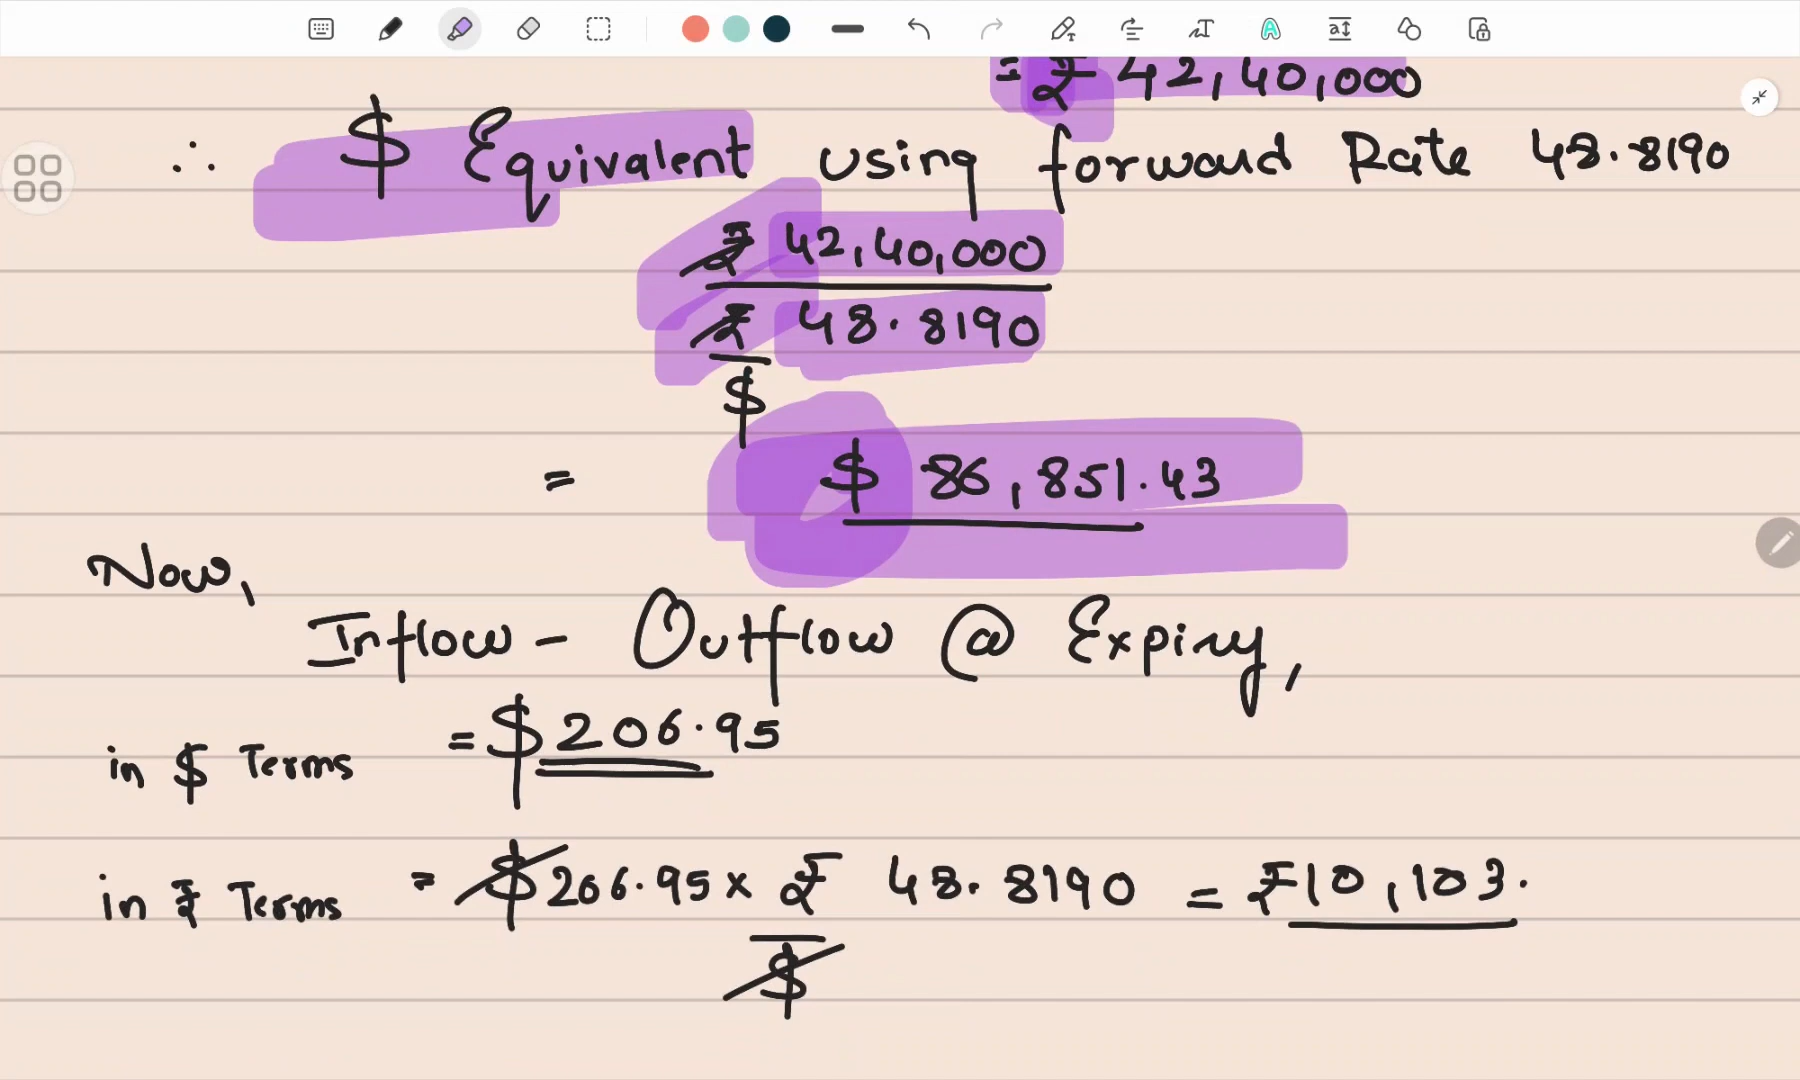 = ₹ 42,40,000
∴ $ Equivalent using forward Rate 48.8190
₹ 42,40,000
₹ 48.8190
$
= $ 86,851.43
Now,
Inflow - Outflow @ Expiry,
in $ Terms = $206.95
in ₹ Terms = $206.95 x ₹ 48.8190 = ₹10,103.
$